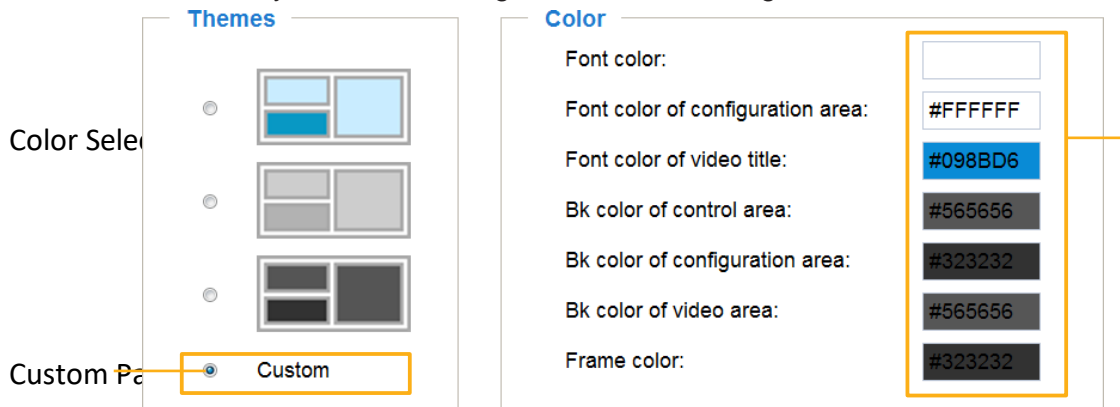 Themes
Color
Font color:
Font color of configuration area: #FFFFFF
Color
Font color of video title: #098BD6
Bk color of control area: #565656
Bk color of configuration area: #323232
Bk color of video area: #565656
Frame color: #323232
Custom
Custom